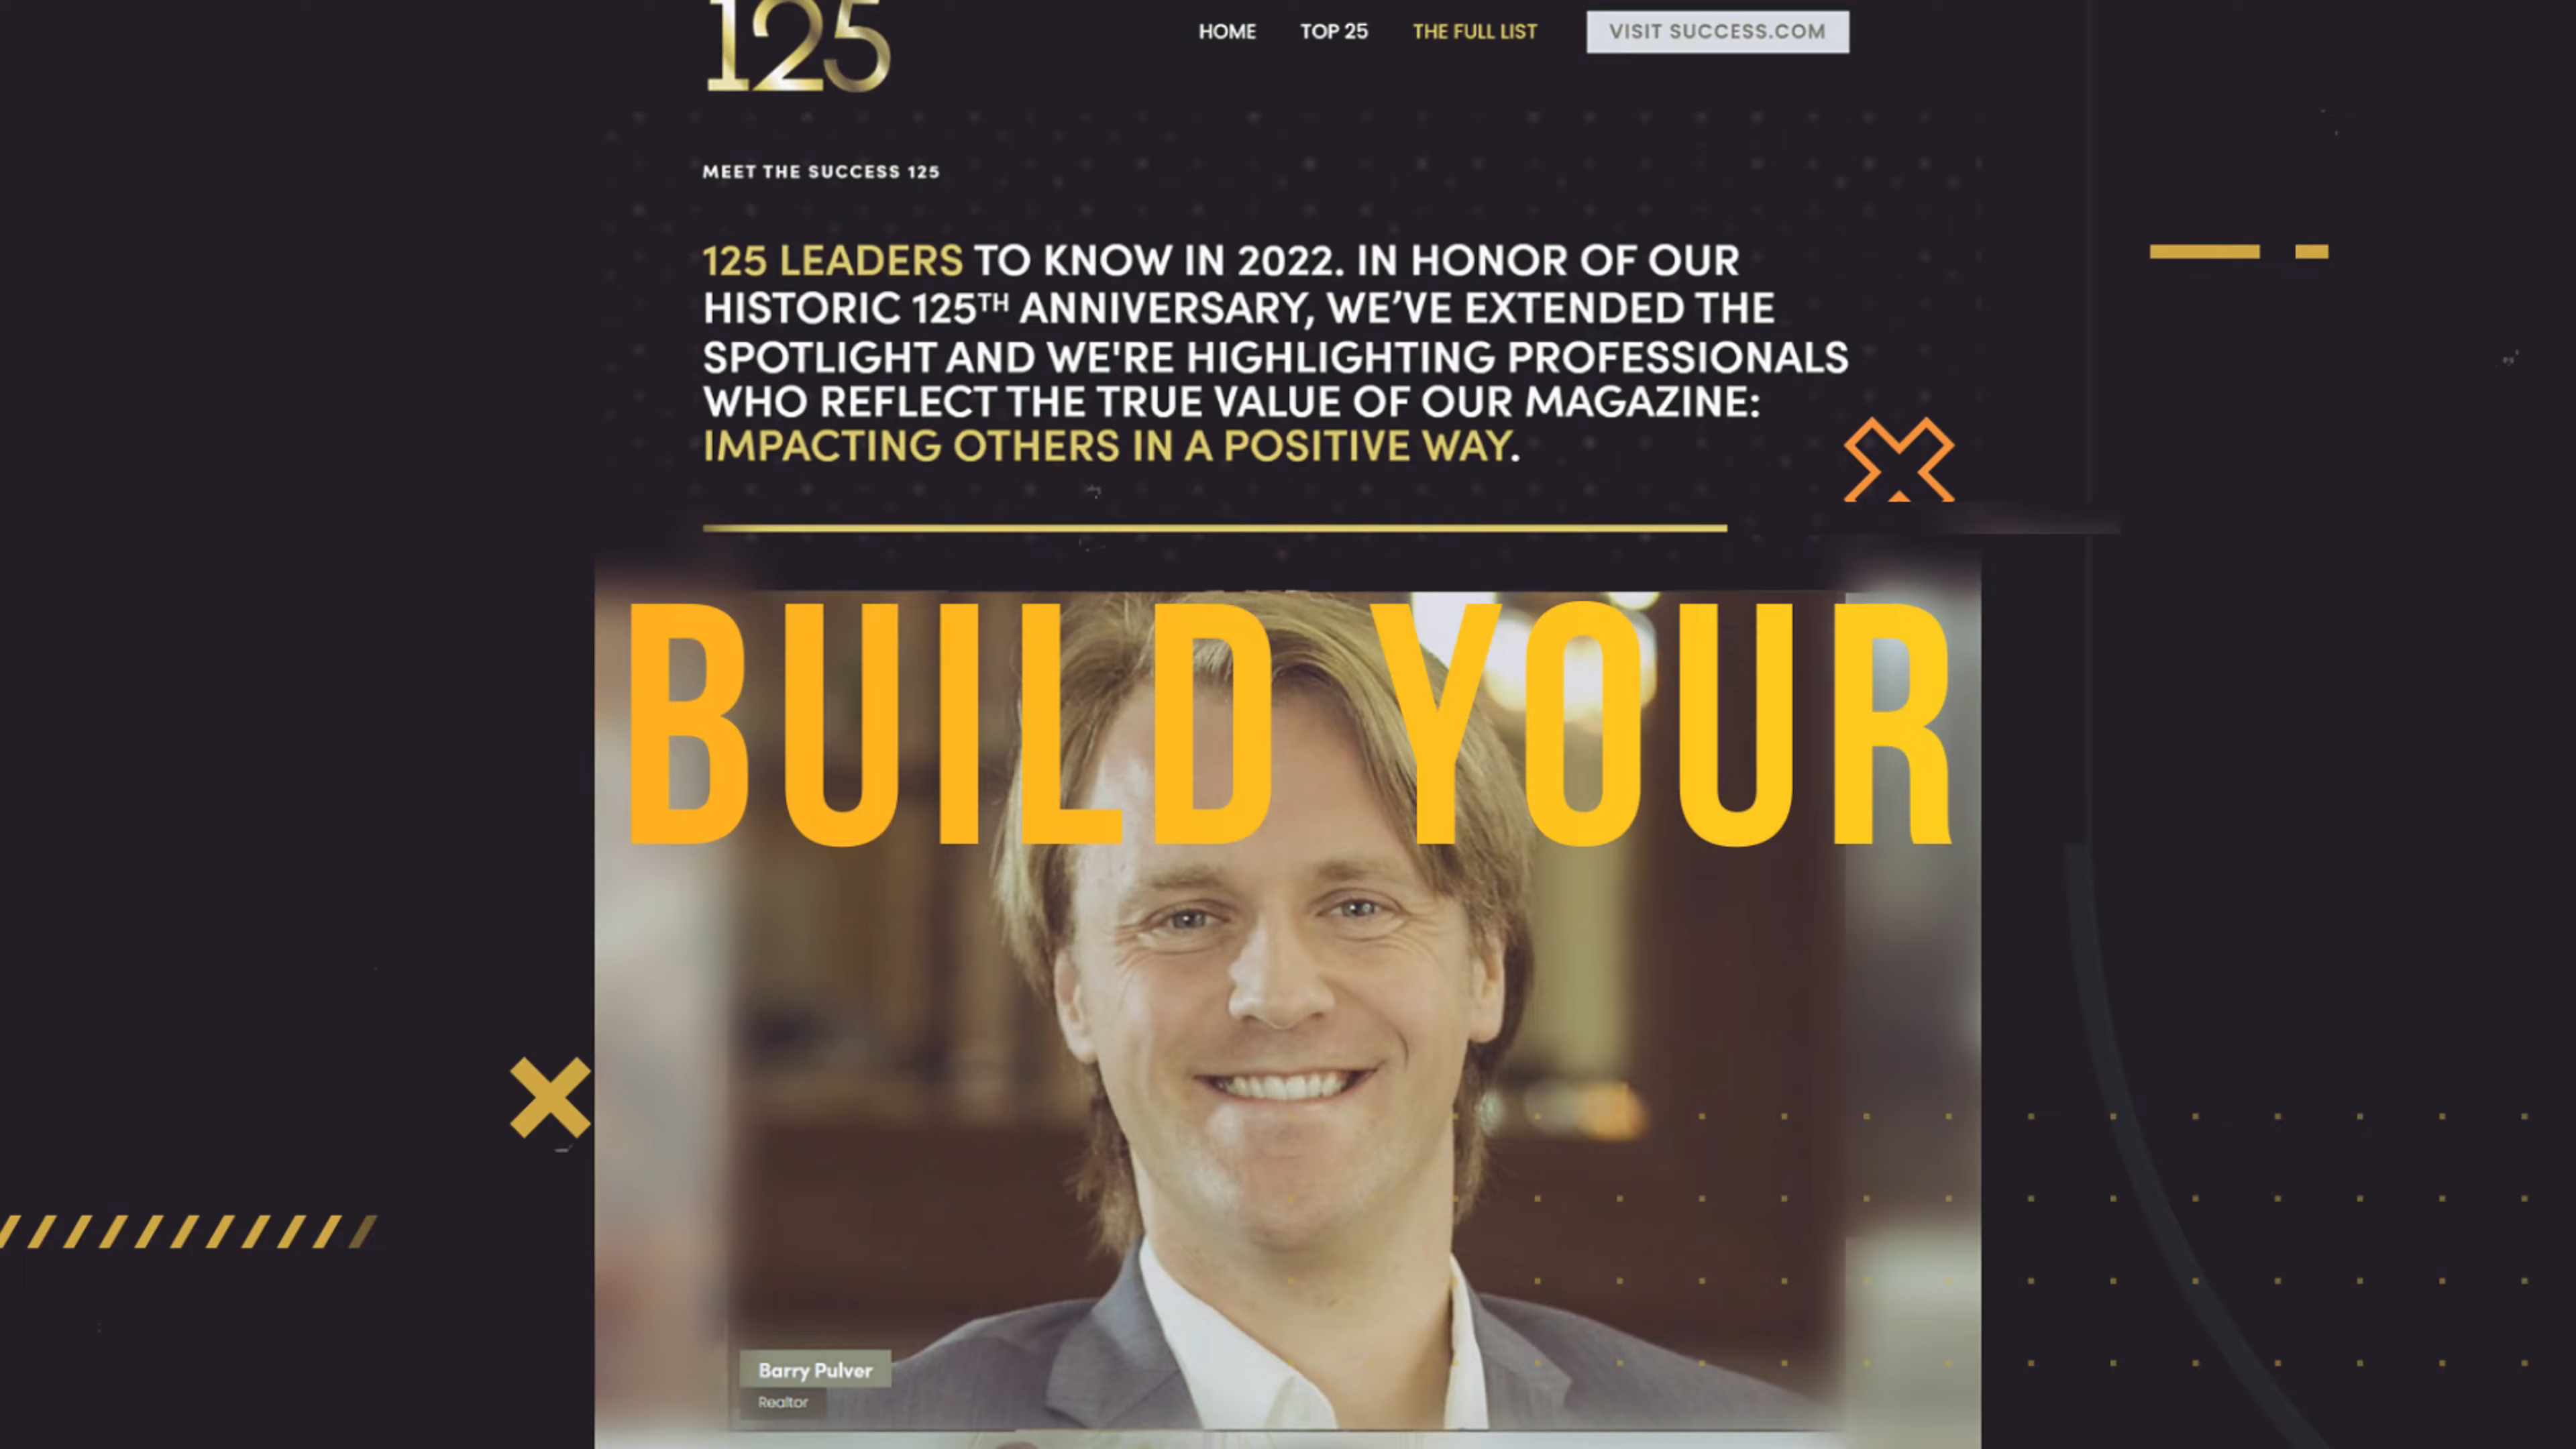 125
HOME TOP 25 THE FULL LIST VISIT SUCCESS.COM
MEET THE SUCCESS 125
125 LEADERS TO KNOW IN 2022. IN HONOR OF OUR
HISTORIC 125TH ANNIVERSARY, WE’VE EXTENDED THE
SPOTLIGHT AND WE'RE HIGHLIGHTING PROFESSIONALS
WHO REFLECT THE TRUE VALUE OF OUR MAGAZINE:
IMPACTING OTHERS IN A POSITIVE WAY.
BUILD YOUR
Barry Pulver
Realtor